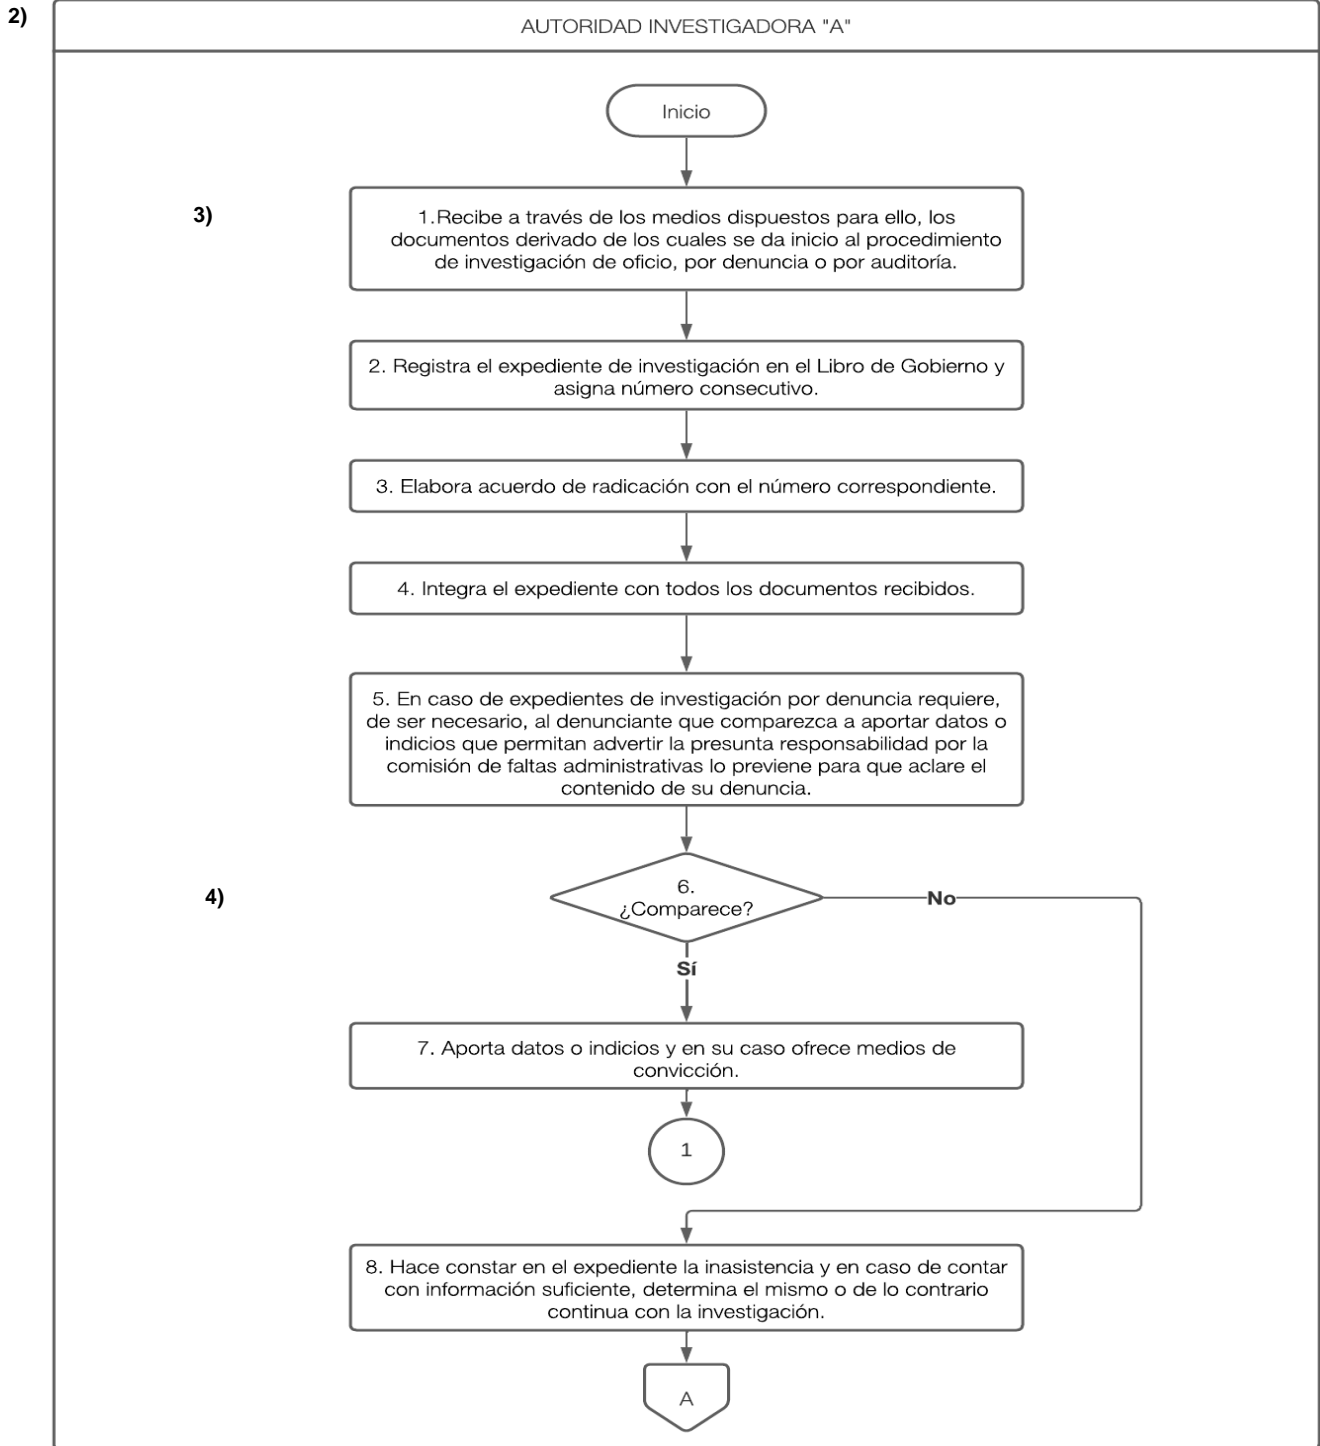 2)
AUTORIDAD INVESTIGADORA "A"
Inicio
3)
1.Recibe a través de los medios dispuestos para ello, los
documentos derivado de los cuales se da inicio al procedimiento
de investigación de oficio, por denuncia o por auditoría.
2. Registra el expediente de investigación en el Libro de Gobierno y
asigna número consecutivo.
3. Elabora acuerdo de radicación con el número correspondiente.
4. Integra el expediente con todos los documentos recibidos.
5. En caso de expedientes de investigación por denuncia requiere,
de ser necesario, al denunciante que comparezca a aportar datos o
indicios que permitan advertir la presunta responsabilidad por la
comisión de faltas administrativas lo previene para que aclare el
contenido de su denuncia.
4)
6.
¿Comparece?
No
Sí
7. Aporta datos o indicios y en su caso ofrece medios de
convicción.
1
8. Hace constar en el expediente la inasistencia y en caso de contar
con información suficiente, determina el mismo o de lo contrario
continua con la investigación.
A